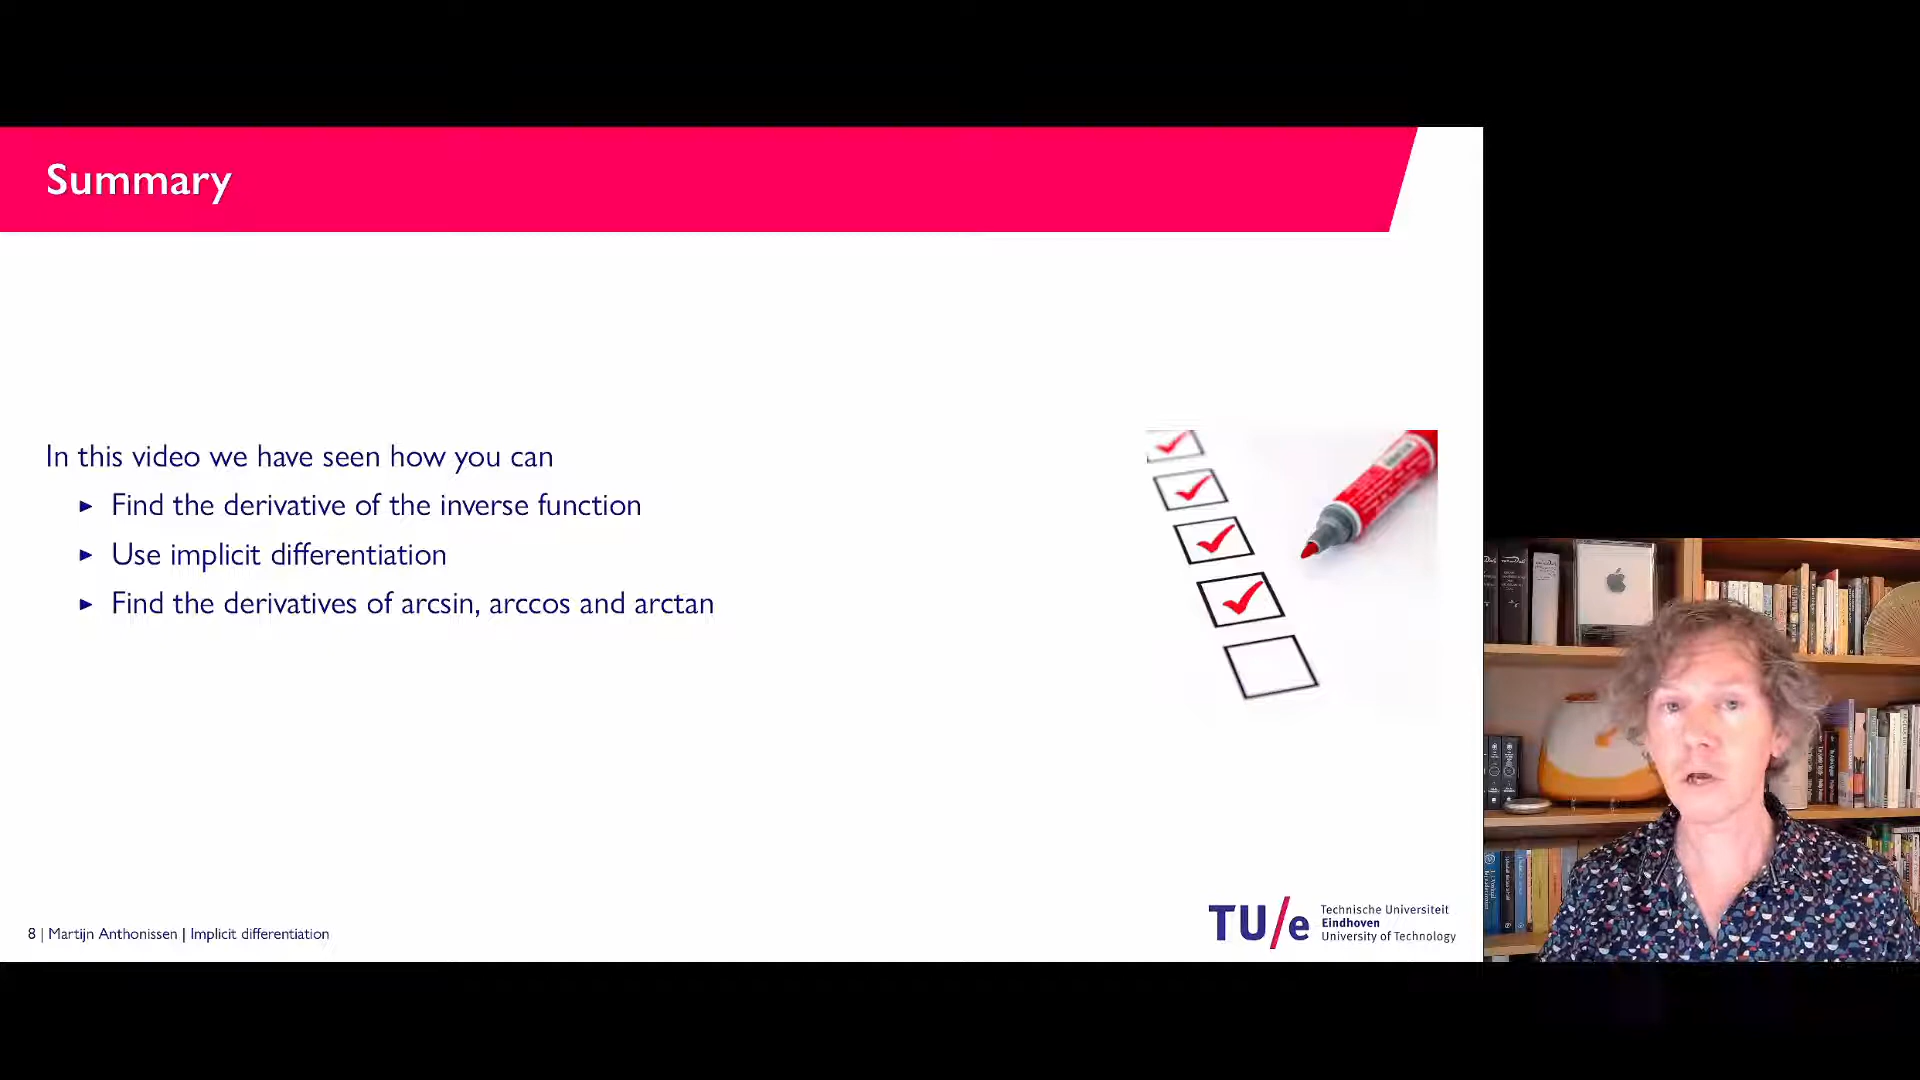 Summary
In this video we have seen how you can
▸ Find the derivative of the inverse function
▸ Use implicit differentiation
▸ Find the derivatives of arcsin, arccos and arctan
8 | Martijn Anthonissen | Implicit differentiation
TU/e
Technische Universiteit
Eindhoven
University of Technology